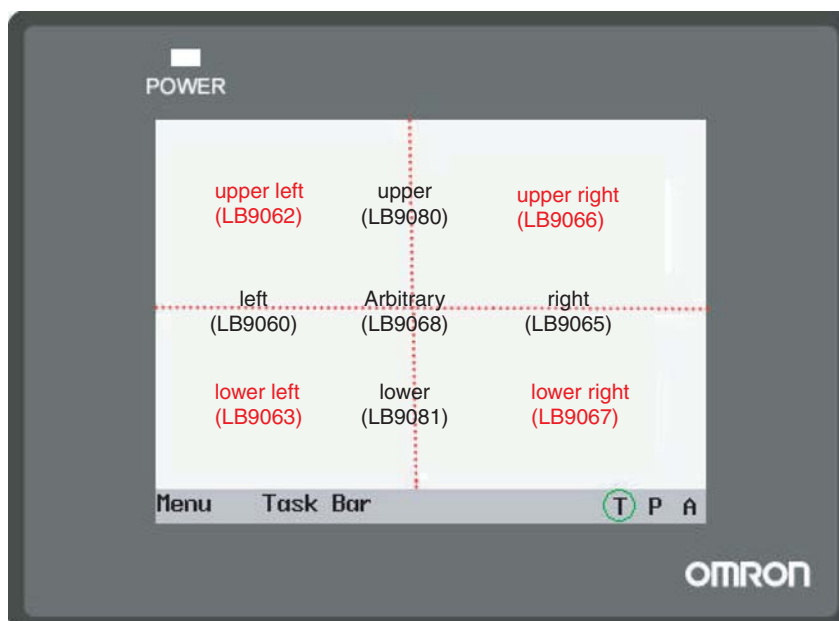 POWER
upper left
(LB9062)
upper
(LB9080)
upper right
(LB9066)
left
(LB9060)
Arbitrary
(LB9068)
right
(LB9065)
lower left
(LB9063)
lower
(LB9081)
lower right
(LB9067)
Menu Task Bar T P A
OMRON